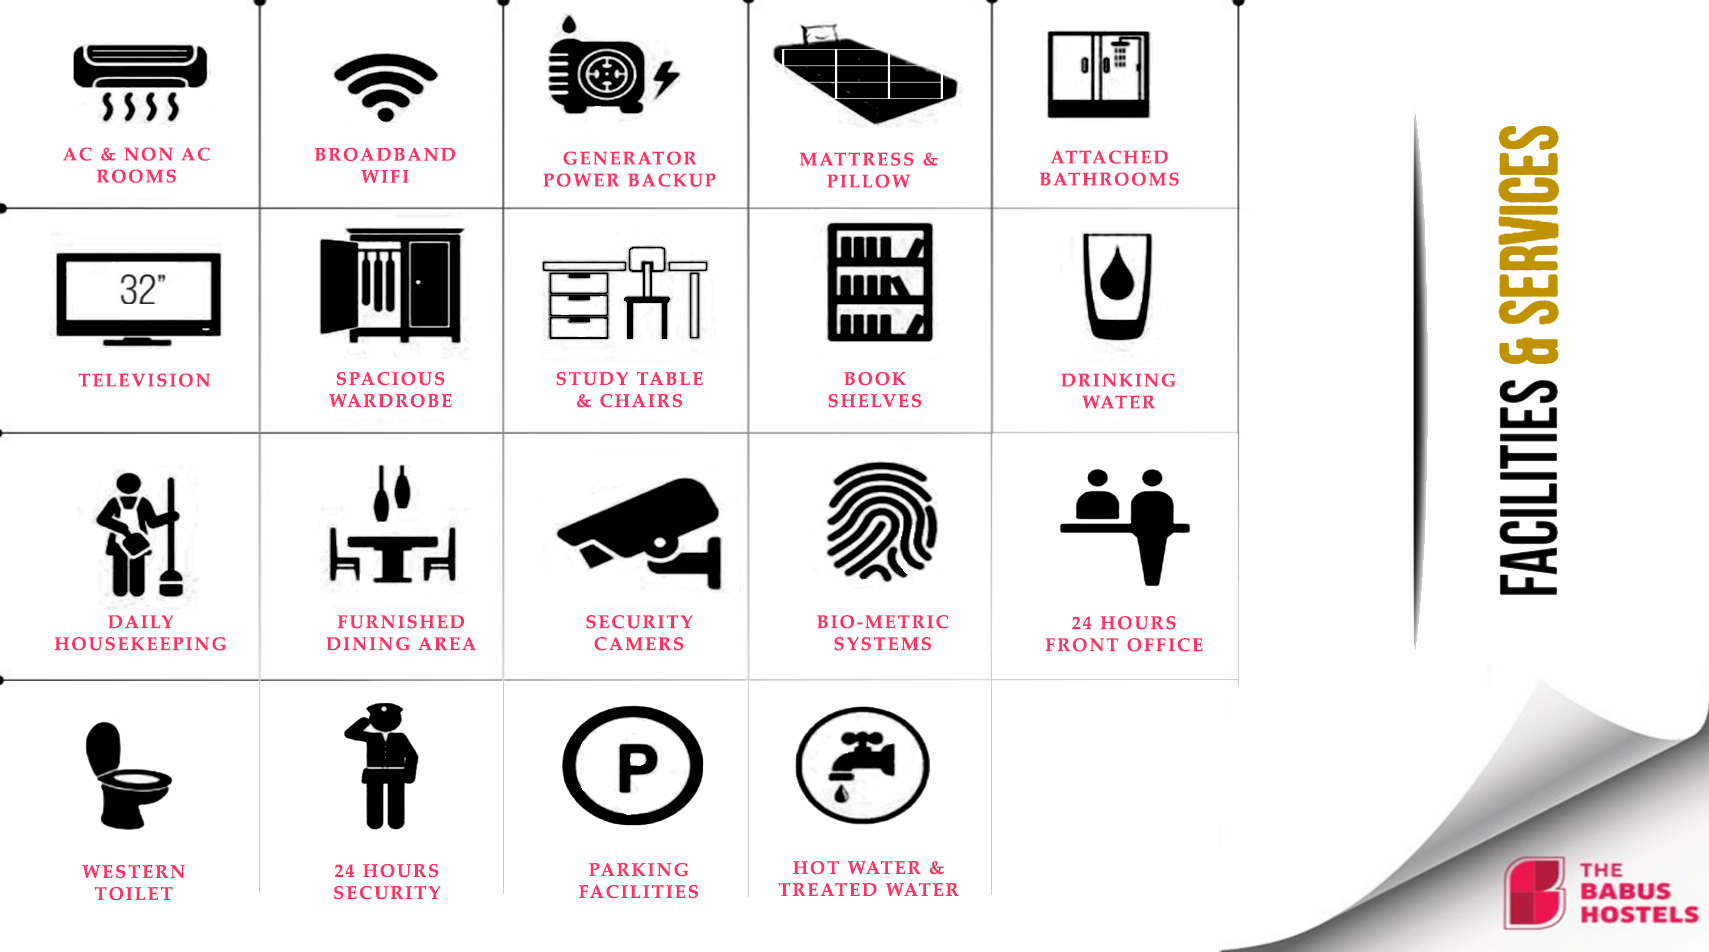 AC & NON AC
ROOMS
BROADBAND
WIFI
GENERATOR
POWER BACKUP
MATTRESS &
PILLOW
ATTACHED
BATHROOMS
32”
TELEVISION
SPACIOUS
WARDROBE
STUDY TABLE
& CHAIRS
BOOK
SHELVES
DRINKING
WATER
DAILY
HOUSEKEEPING
FURNISHED
DINING AREA
SECURITY
CAMERS
BIO-METRIC
SYSTEMS
24 HOURS
FRONT OFFICE
WESTERN
TOILET
24 HOURS
SECURITY
P
PARKING
FACILITIES
HOT WATER &
TREATED WATER
FACILITIES & SERVICES
THE
BABUS
HOSTELS